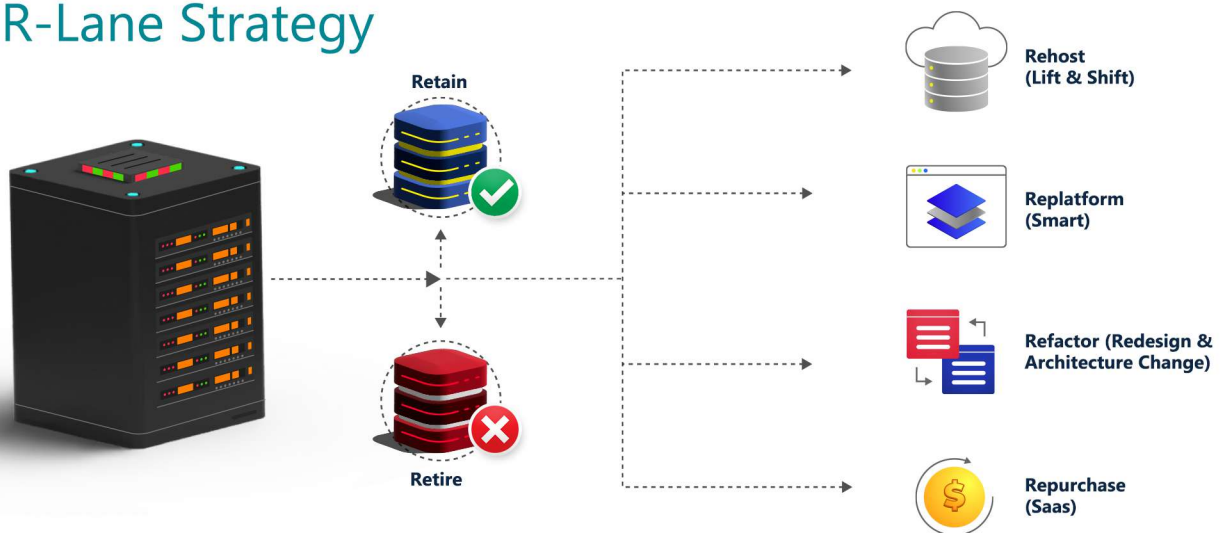 R-Lane Strategy
Retain
Retire
Rehost
(Lift & Shift)
Replatform
(Smart)
Refactor (Redesign &
Architecture Change)
$
Repurchase
(Saas)